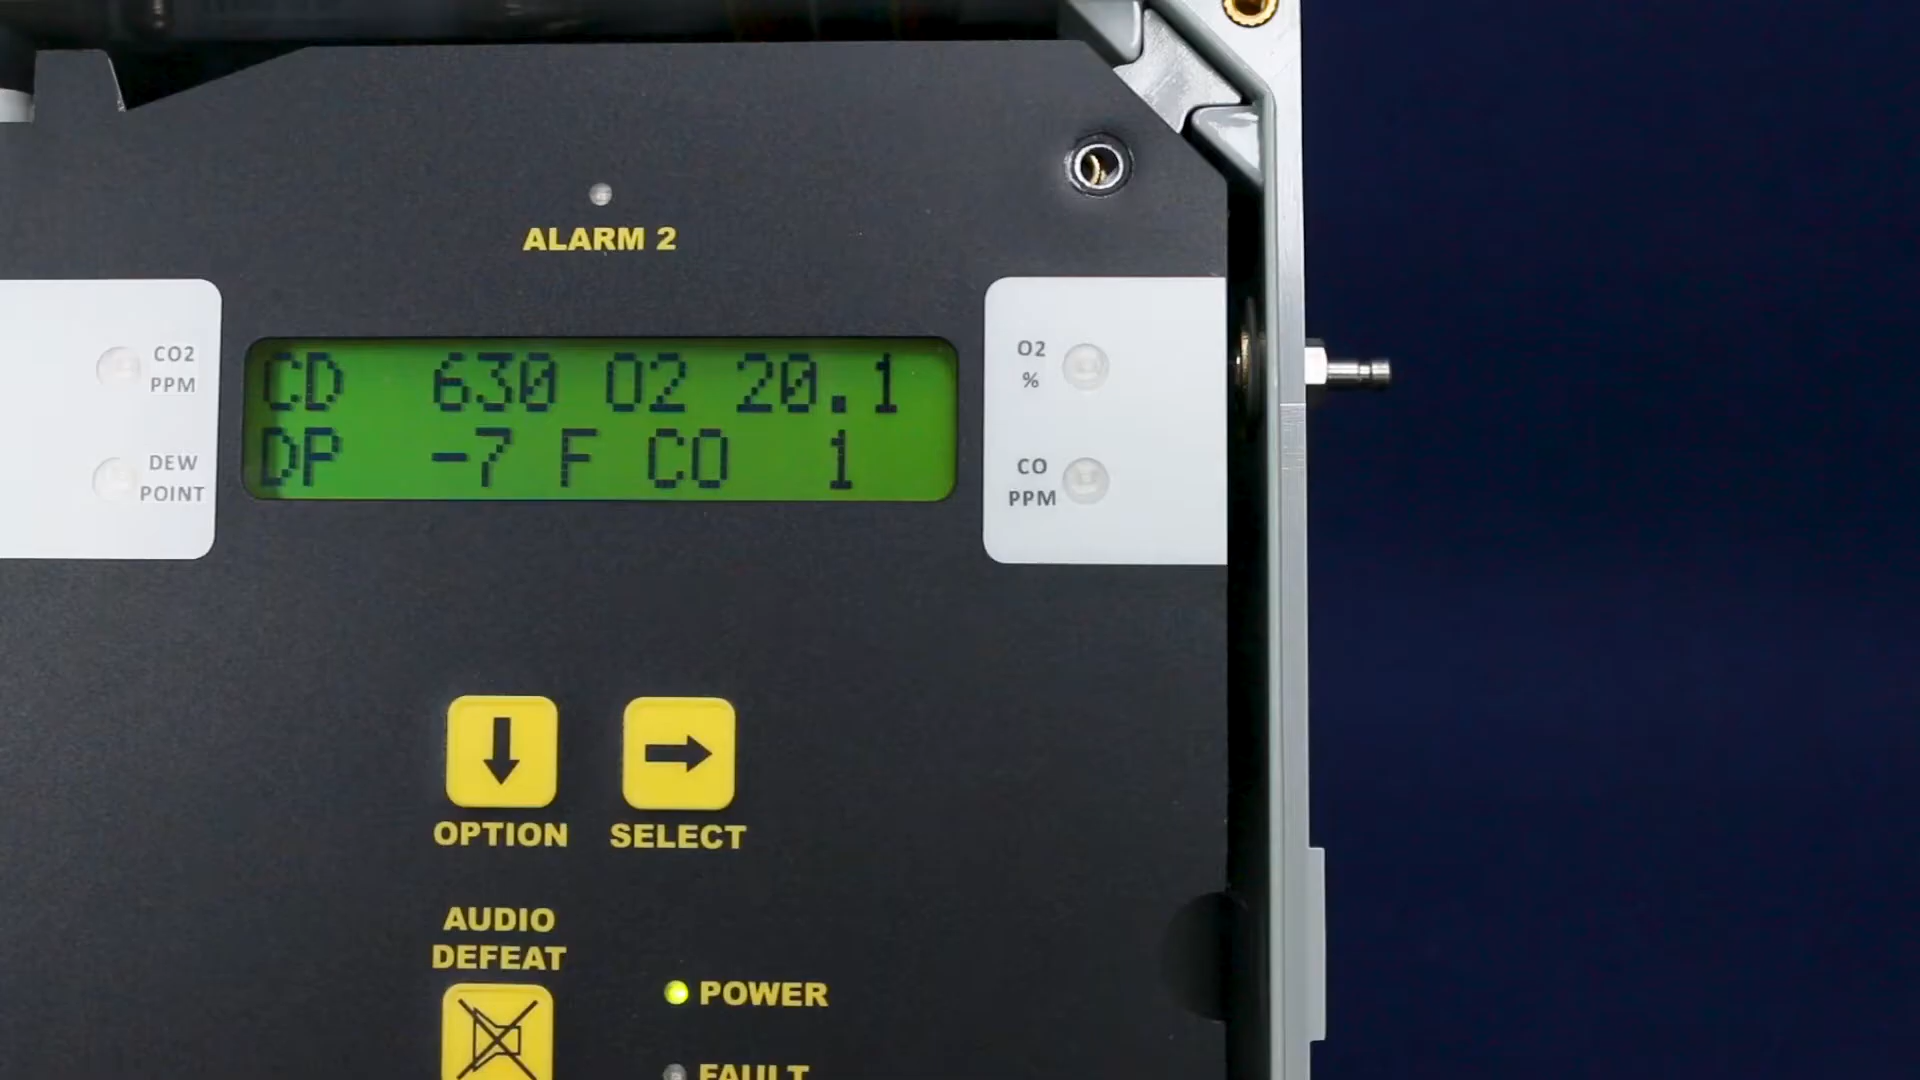 ALARM 2
CO2
PPM
DEW
POINT
CD 630 O2 20.1
DP -7 F CO 1
O2
%
CO
PPM
OPTION
SELECT
AUDIO
DEFEAT
POWER
FAULT